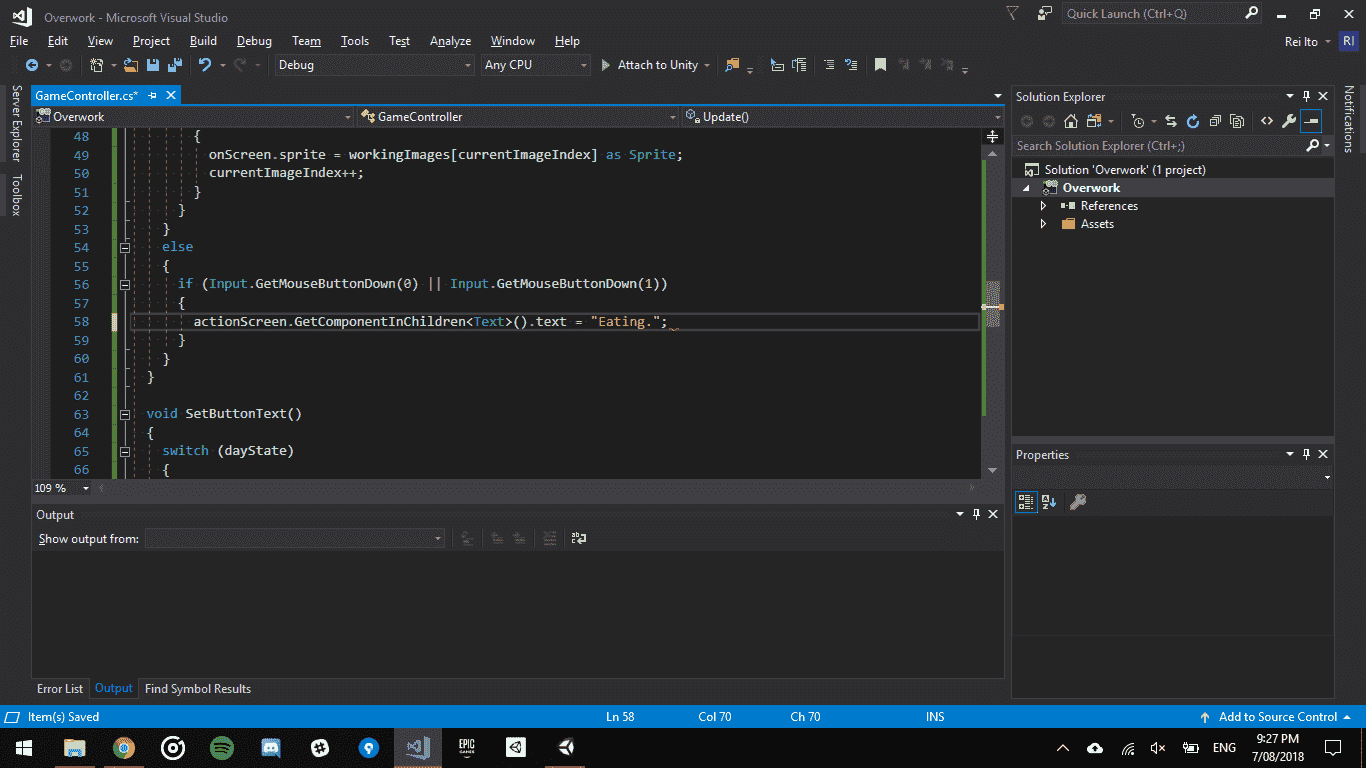 Overwork - Microsoft Visual Studio
Quick Launch (Ctrl+Q)
File Edit View Project Build Debug Team Tools Test Analyze Window Help
Rei Ito RI
Debug Any CPU Attach to Unity
Server Explorer
Toolbox
GameController.cs*
Overwork GameController Update()
48 {
49 onScreen.sprite = workingImages[currentImageIndex] as Sprite;
50 currentImageIndex++;
51 }
52 }
53 }
54 else
55 {
56 if (Input.GetMouseButtonDown(0) || Input.GetMouseButtonDown(1))
57 {
58 actionScreen.GetComponentInChildren<Text>().text = "Eating.";
59 }
60 }
61 }
62
63 void SetButtonText()
64 {
65 switch (dayState)
66 {
109 %
Output
Show output from:
Error List Output Find Symbol Results
Solution Explorer
Search Solution Explorer (Ctrl+;)
Solution 'Overwork' (1 project)
Overwork
References
Assets
Properties
Notifications
Item(s) Saved Ln 58 Col 70 Ch 70 INS Add to Source Control
EPIC GAMES
ENG
9:27 PM
7/08/2018